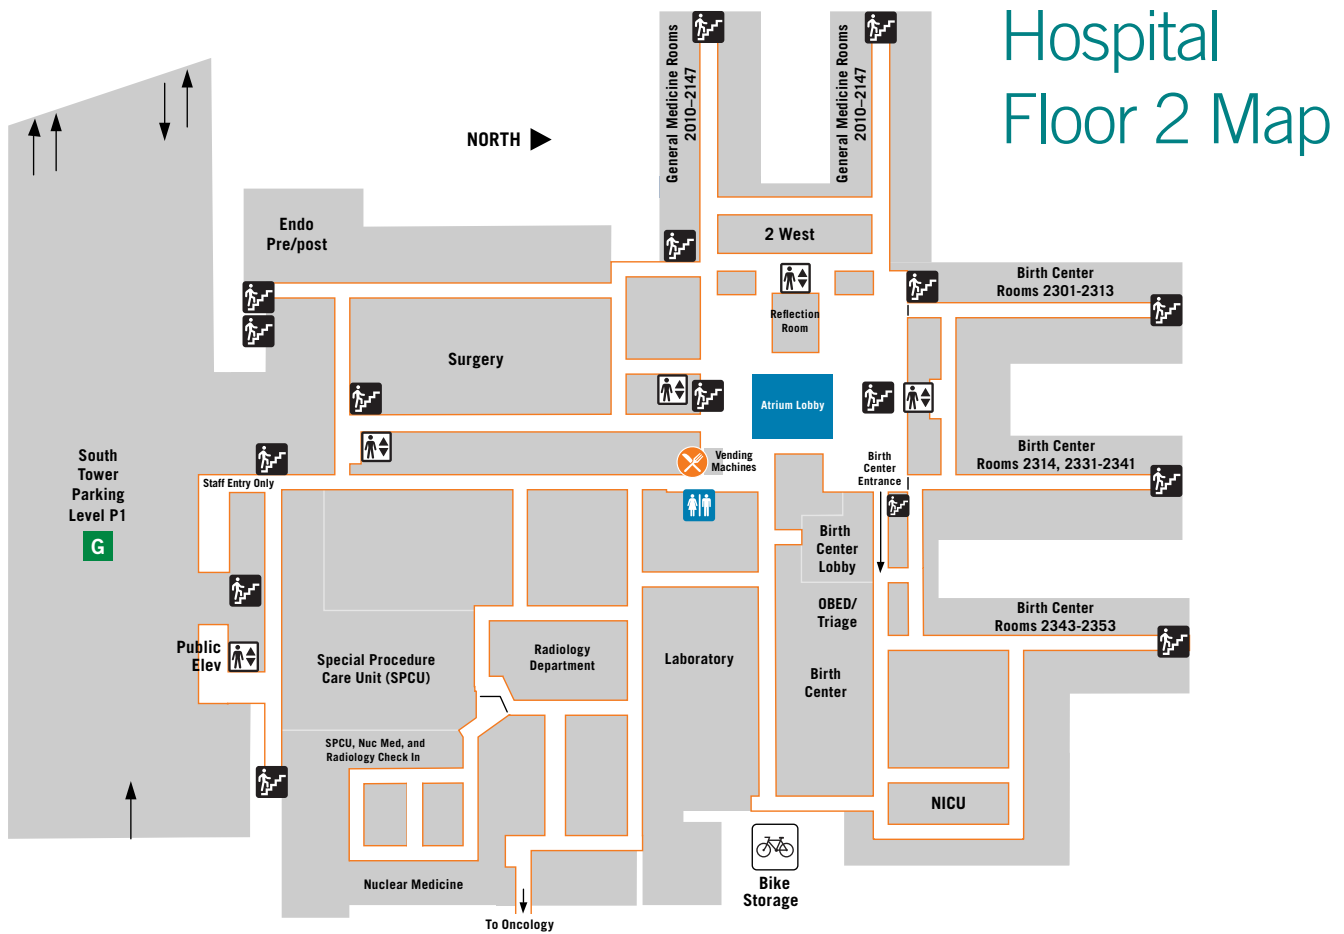 Hospital
Floor 2 Map
NORTH
General Medicine Rooms
2010–2147
General Medicine Rooms
2010–2147
Endo
Pre/post
2 West
Birth Center
Rooms 2301-2313
Reflection
Room
Surgery
Atrium Lobby
South
Tower
Parking
Level P1
G
Staff Entry Only
Vending
Machines
Birth
Center
Entrance
Birth Center
Rooms 2314, 2331-2341
Birth
Center
Lobby
OBED/
Triage
Birth Center
Rooms 2343-2353
Public
Elev
Special Procedure
Care Unit (SPCU)
Radiology
Department
Laboratory
Birth
Center
SPCU, Nuc Med, and
Radiology Check In
NICU
Nuclear Medicine
Bike
Storage
To Oncology